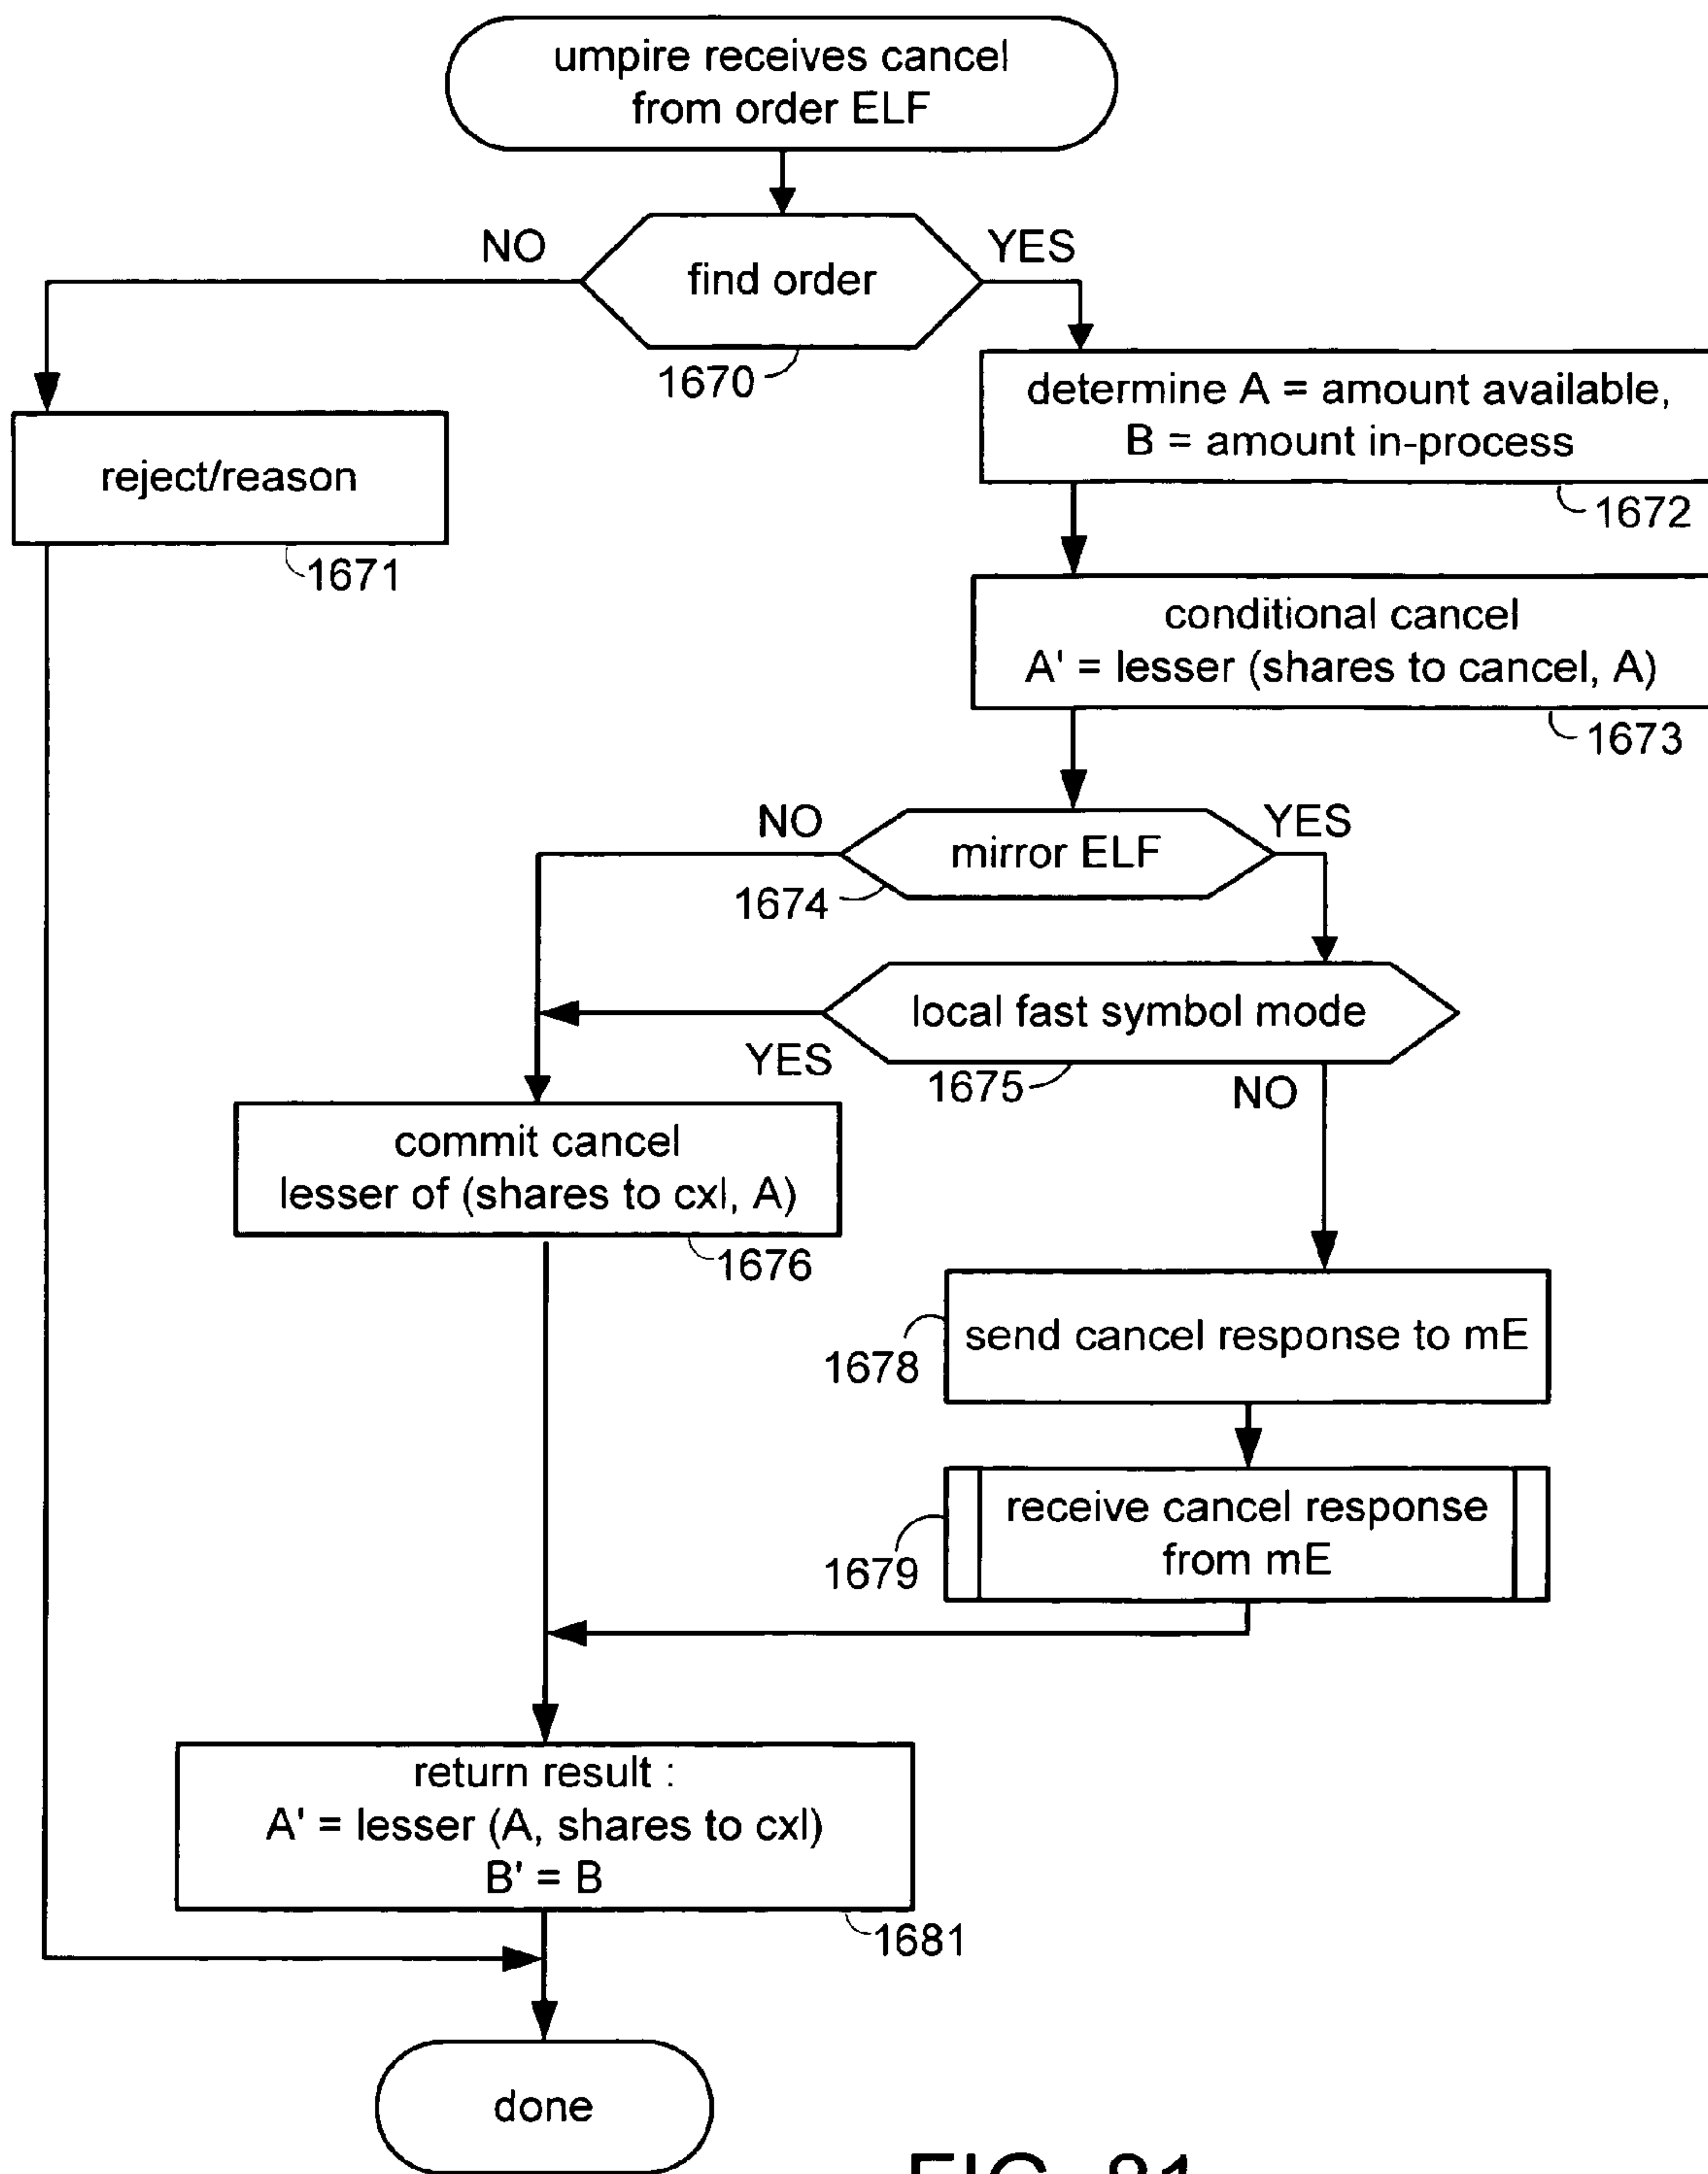 umpire receives cancel
from order ELF
NO
YES
find order
1670
determine A = amount available,
B = amount in-process
1672
reject/reason
1671
conditional cancel
A' = lesser (shares to cancel, A)
1673
NO
YES
mirror ELF
1674
local fast symbol mode
YES
1675
NO
commit cancel
lesser of (shares to cxl, A)
1676
send cancel response to mE
1678
receive cancel response
from mE
1679
return result :
A' = lesser (A, shares to cxl)
B' = B
1681
done
FIG. 81